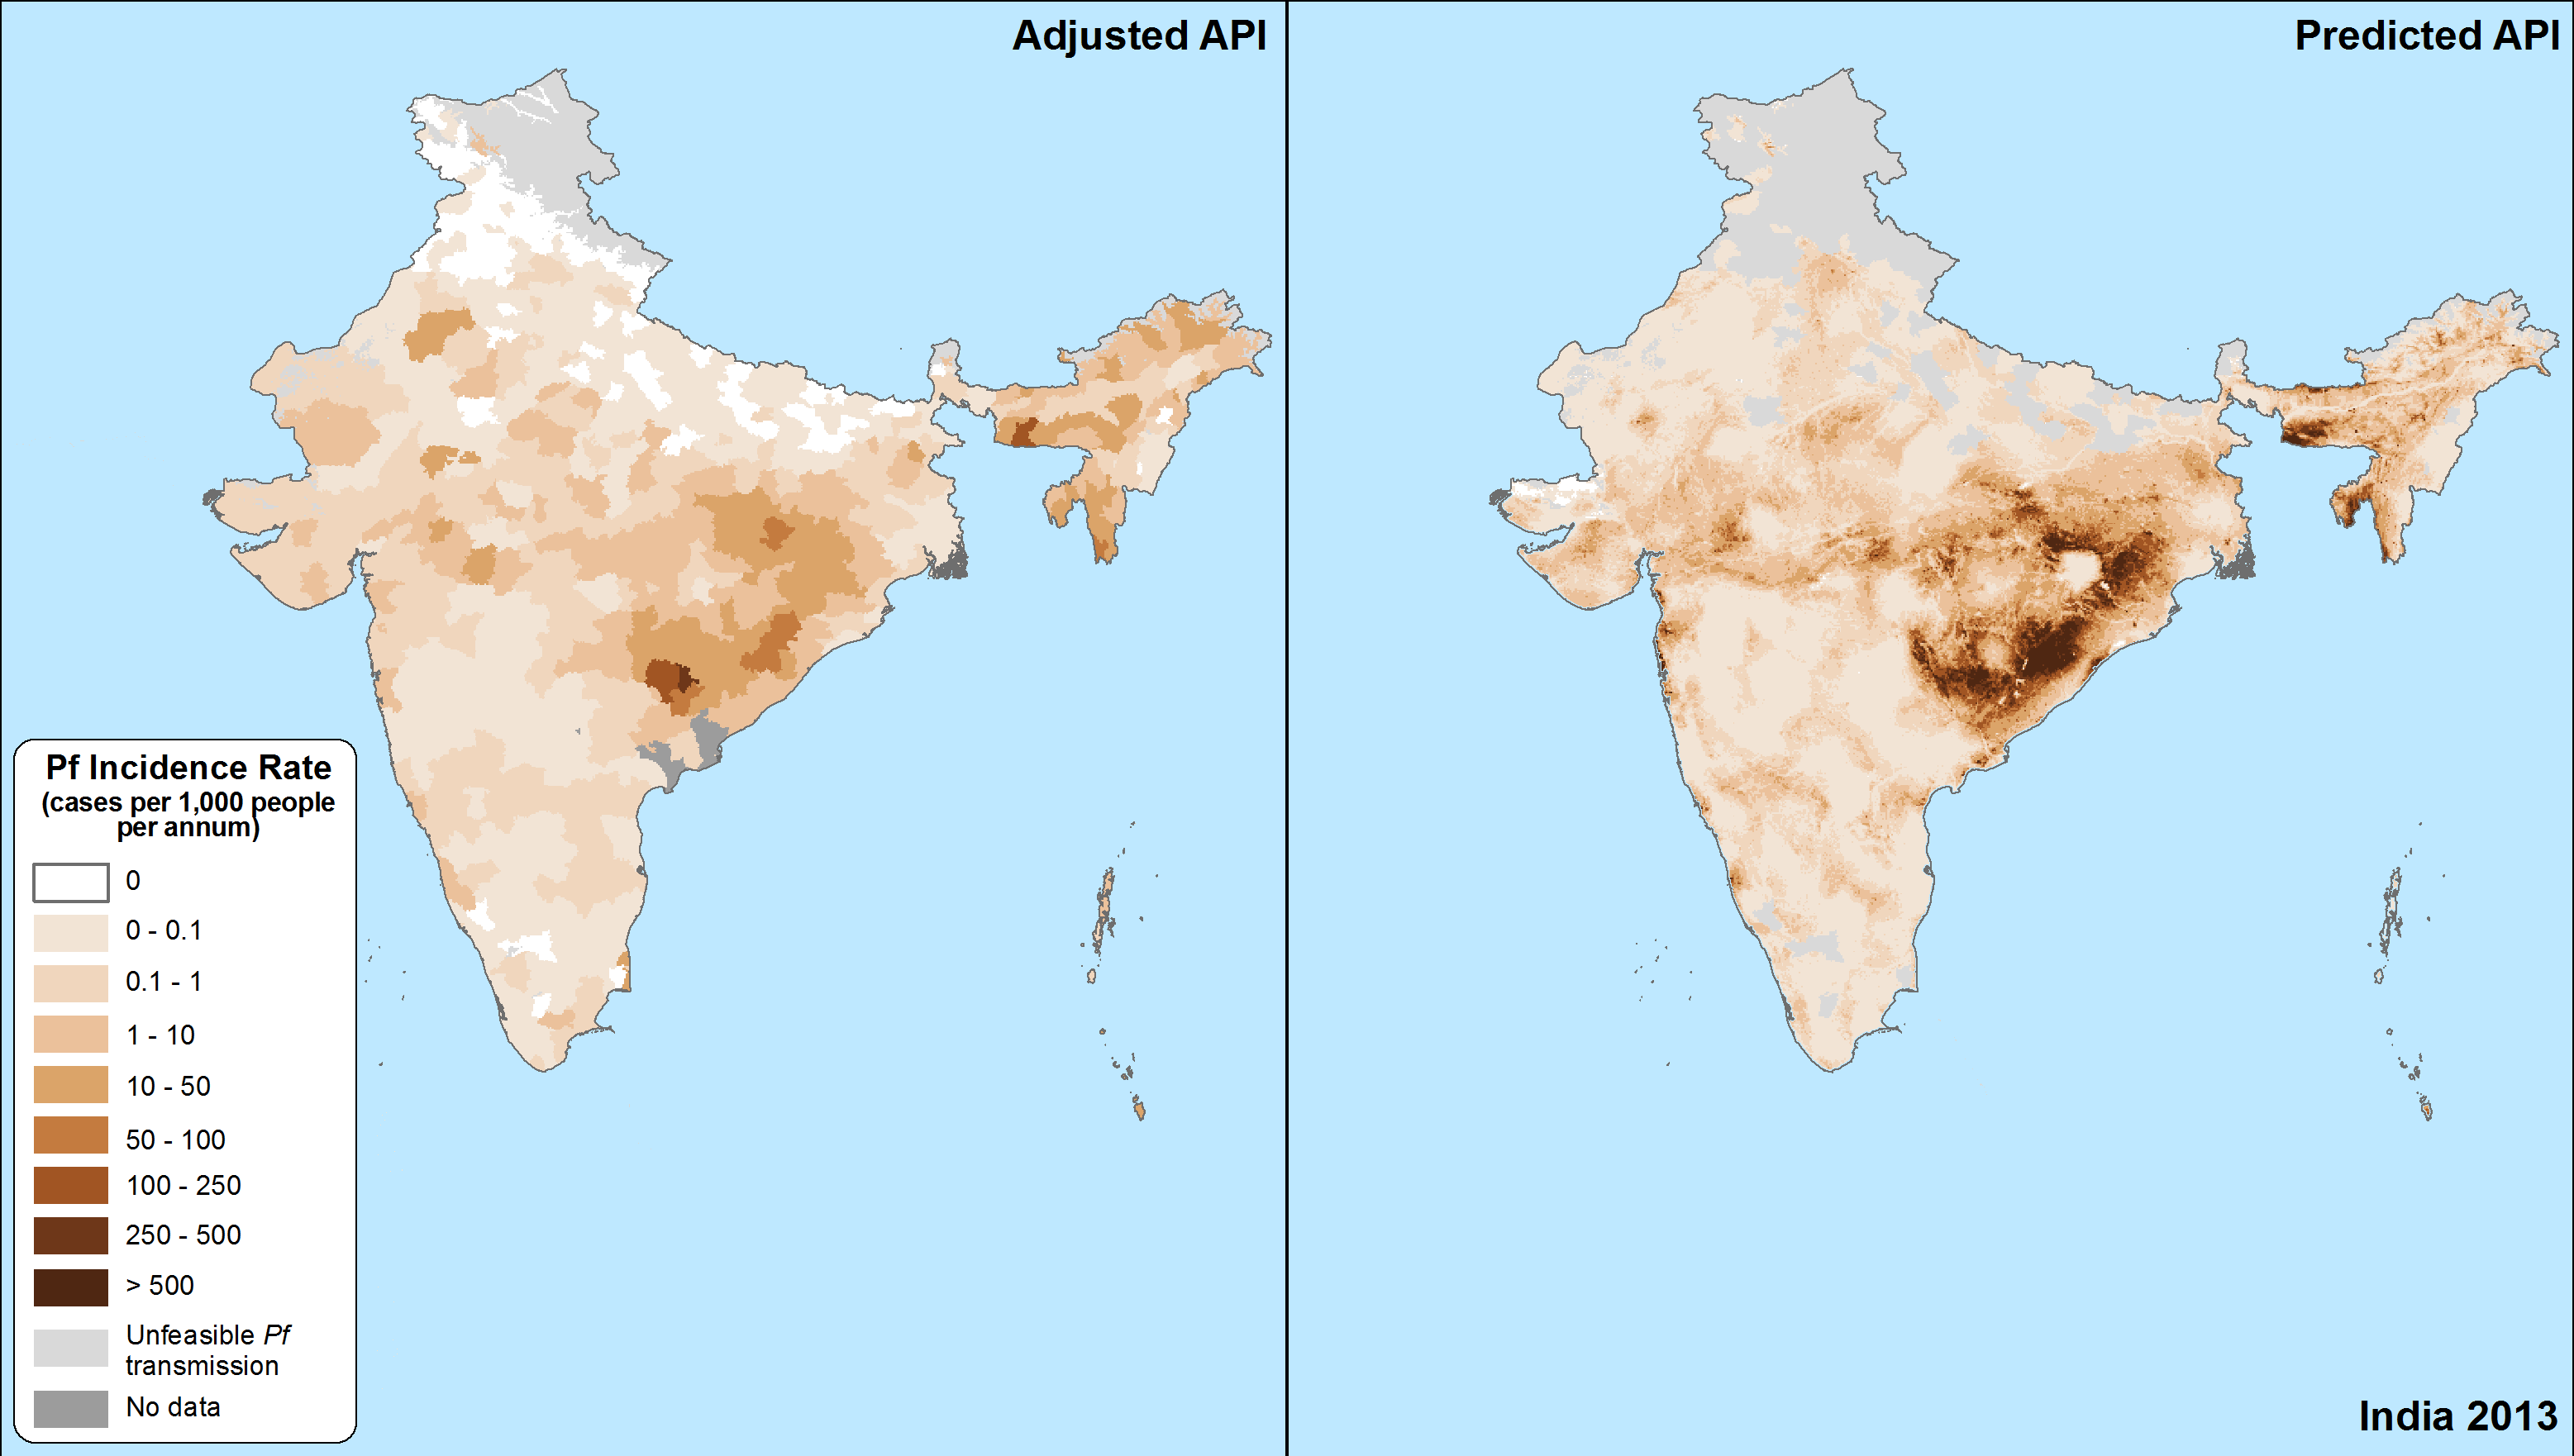 Adjusted API
Predicted API
Pf Incidence Rate
(cases per 1,000 people
per annum)
0
0 - 0.1
0.1 - 1
1 - 10
10 - 50
50 - 100
100 - 250
250 - 500
> 500
Unfeasible Pf
transmission
No data
India 2013